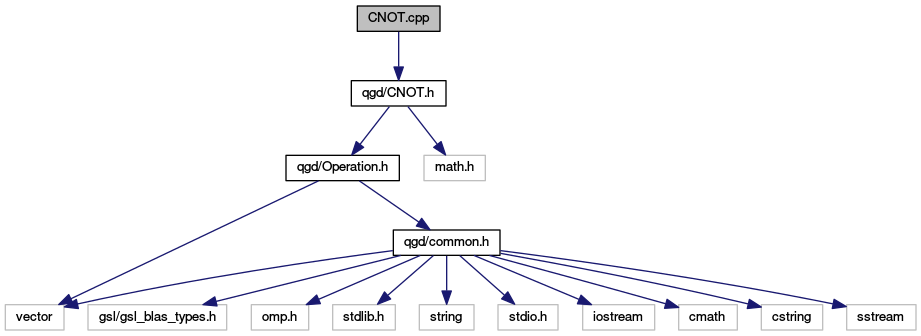 CNOT.cpp
qgd/CNOT.h
qgd/Operation.h
math.h
qgd/common.h
vector
gsl/gsl_blas_types.h
omp.h
stdlib.h
string
stdio.h
iostream
cmath
cstring
sstream